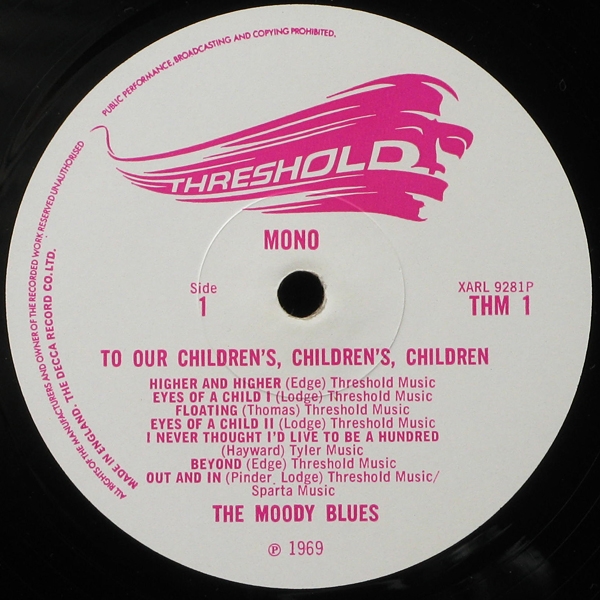 PUBLIC PERFORMANCE, BROADCASTING AND COPYING PROHIBITED.
ALL RIGHTS OF THE MANUFACTURERS AND OWNER OF THE RECORDED WORK RESERVED UNAUTHORISED
MADE IN ENGLAND. THE DECCA RECORD CO. LTD.
THRESHOLD
MONO
Side XARL 9281P
1 THM 1
TO OUR CHILDREN'S, CHILDREN'S, CHILDREN
HIGHER AND HIGHER (Edge) Threshold Music
EYES OF A CHILD I (Lodge) Threshold Music
FLOATING (Thomas) Threshold Music
EYES OF A CHILD II (Lodge) Threshold Music
I NEVER THOUGHT I'D LIVE TO BE A HUNDRED
(Hayward) Tyler Music
BEYOND (Edge) Threshold Music
OUT AND IN (Pinder, Lodge) Threshold Music/
Sparta Music
THE MOODY BLUES
℗ 1969